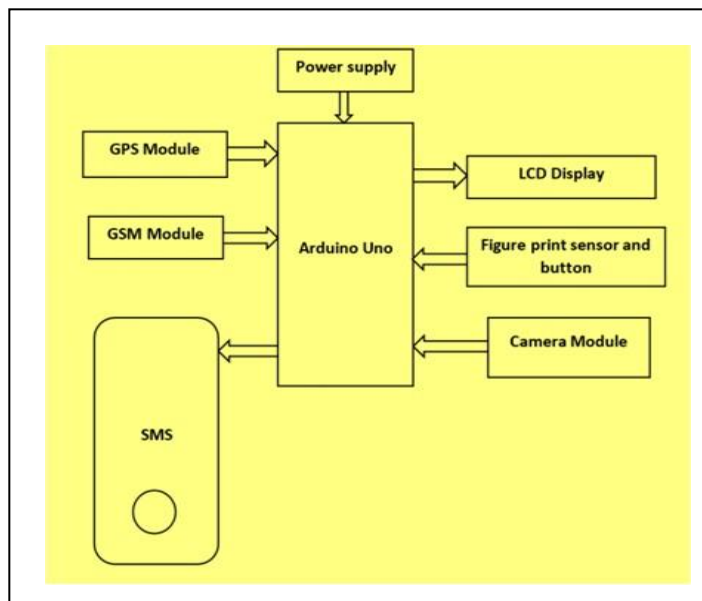 Power supply
GPS Module
LCD Display
GSM Module
Arduino Uno
Figure print sensor and
button
Camera Module
SMS